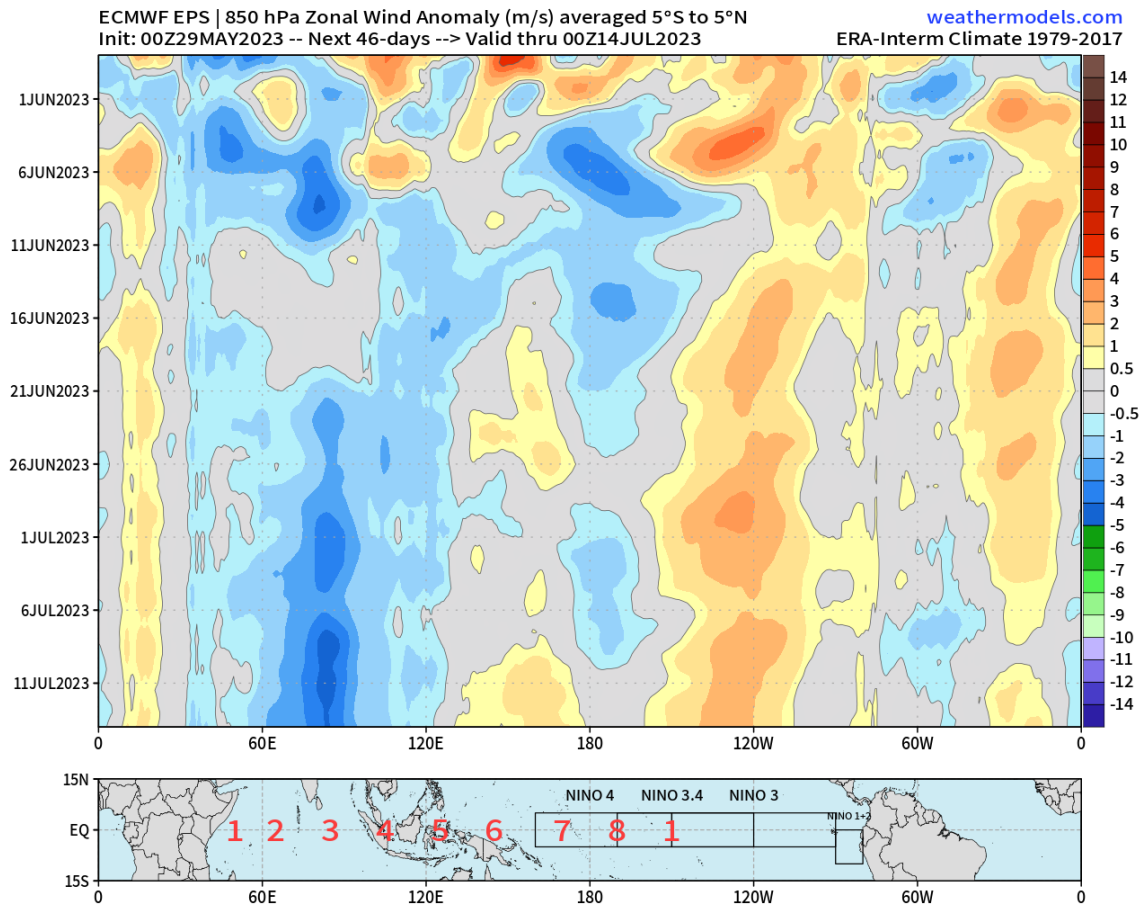 ECMWF EPS | 850 hPa Zonal Wind Anomaly (m/s) averaged 5°S to 5°N
weathermodels.com
Init: 00Z29MAY2023 -- Next 46-days --> Valid thru 00Z14JUL2023
ERA-Interm Climate 1979-2017
1JUN2023
6JUN2023
11JUN2023
16JUN2023
21JUN2023
26JUN2023
1JUL2023
6JUL2023
11JUL2023
14
12
11
10
9
8
7
6
5
4
3
2
1
0.5
0
-0.5
-1
-2
-3
-4
-5
-6
-7
-8
-9
-10
-11
-12
-14
0 60E 120E 180 120W 60W 0
15N
EQ
15S
NINO 4 NINO 3.4 NINO 3
NINO 1+2
1 2 3 4 5 6 7 8 1
0 60E 120E 180 120W 60W 0